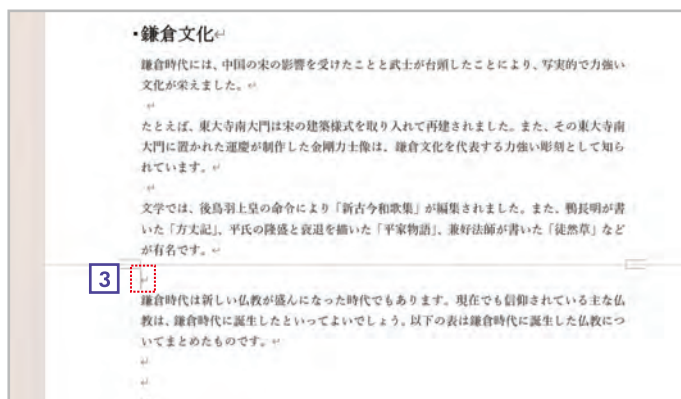 ・鎌倉文化↵
鎌倉時代には、中国の宋の影響を受けたことと武士が台頭したことにより、写実的で力強い
文化が栄えました。↵
↵
たとえば、東大寺南大門は宋の建築様式を取り入れて再建されました。また、その東大寺南
大門に置かれた運慶が制作した金剛力士像は、鎌倉文化を代表する力強い彫刻として知ら
れています。↵
↵
文学では、後鳥羽上皇の命令により「新古今和歌集」が編集されました。また、鴨長明が書
いた「方丈記」、平氏の隆盛と衰退を描いた「平家物語」、兼好法師が書いた「徒然草」など
が有名です。↵
3
↵
鎌倉時代は新しい仏教が盛んになった時代でもあります。現在でも信仰されている主な仏
教は、鎌倉時代に誕生したといってよいでしょう。以下の表は鎌倉時代に誕生した仏教につ
いてまとめたものです。↵
↵
↵